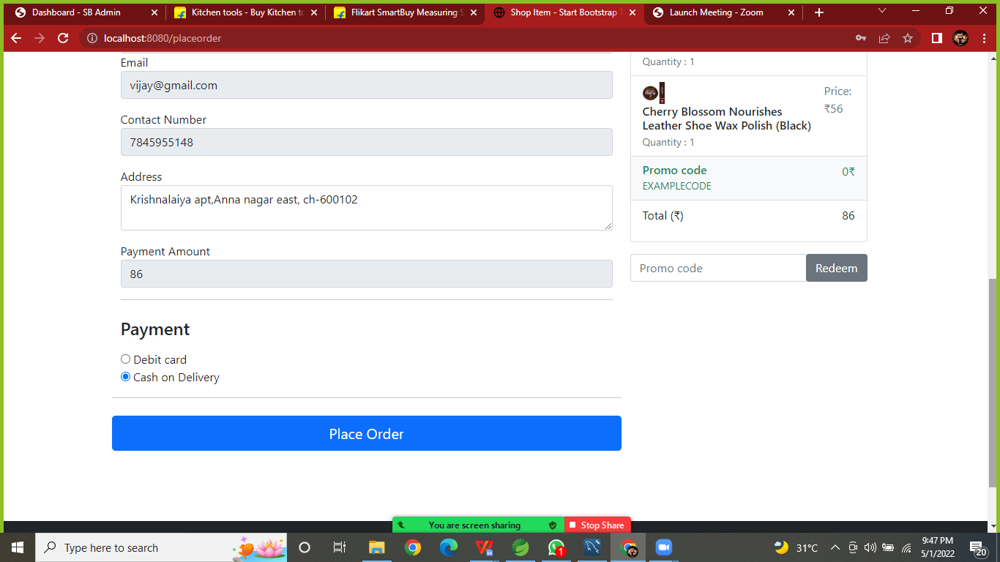 Dashboard - SB Admin
Kitchen tools - Buy Kitchen to
Flikart SmartBuy Measuring S
Shop Item - Start Bootstrap T
Launch Meeting - Zoom
localhost:8080/placeorder
Email
vijay@gmail.com
Contact Number
7845955148
Address
Krishnalaiya apt,Anna nagar east, ch-600102
Payment Amount
86
Payment
Debit card
Cash on Delivery
Place Order
Quantity : 1
Price:
₹56
Cherry Blossom Nourishes
Leather Shoe Wax Polish (Black)
Quantity : 1
Promo code 0₹
EXAMPLECODE
Total (₹) 86
Promo code Redeem
You are screen sharing Stop Share
Type here to search
1
31°C
9:47 PM
5/1/2022
20